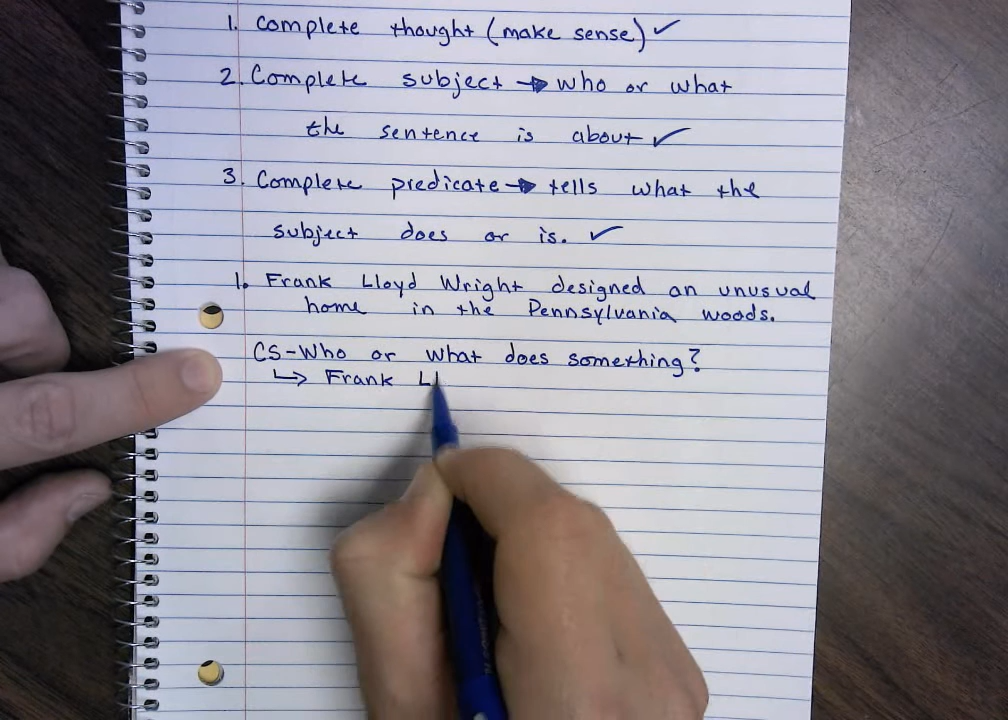 1. Complete thought (make sense) ✓
2. Complete subject → who or what
the sentence is about ✓
3. Complete predicate → tells what the
subject does or is. ✓
1. Frank Lloyd Wright designed an unusual
home in the Pennsylvania woods.
CS-Who or what does something?
↳ Frank Ll